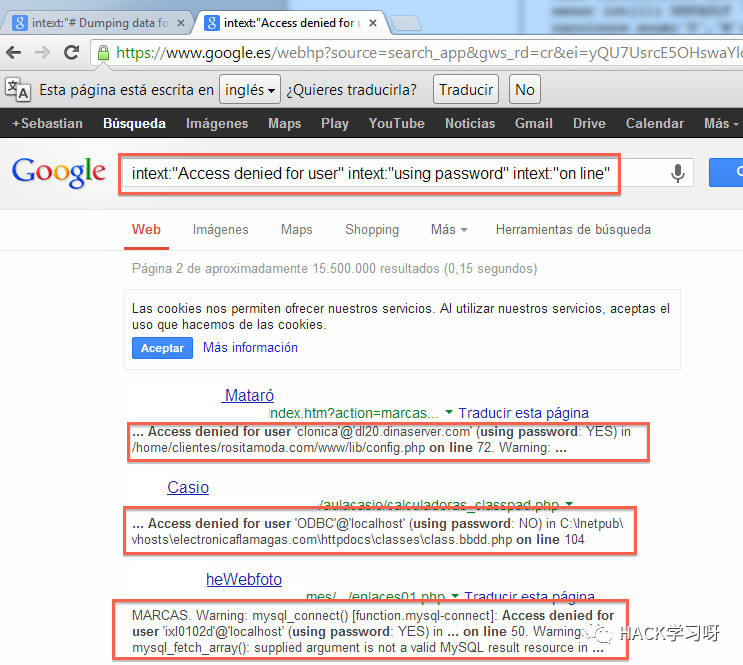 intext:"# Dumping data fo
intext:"Access denied for u
https://www.google.es/webhp?source=search_app&gws_rd=cr&ei=yQU7UsrcE5OHswaYl
Esta página está escrita en inglés ¿Quieres traducirla? Traducir No
+Sebastian Búsqueda Imágenes Maps Play YouTube Noticias Gmail Drive Calendar Más
Google intext:"Access denied for user" intext:"using password" intext:"on line"
Web Imágenes Maps Shopping Más Herramientas de búsqueda
Página 2 de aproximadamente 15.500.000 resultados (0,15 segundos)
Las cookies nos permiten ofrecer nuestros servicios. Al utilizar nuestros servicios, aceptas el
uso que hacemos de las cookies.
Aceptar Más información
Mataró
ndex.htm?action=marcas... Traducir esta página
... Access denied for user 'clonica'@'dl20.dinaserver.com' (using password: YES) in
/home/clientes/rositamoda.com/www/lib/config.php on line 72. Warning: ...
Casio
/aulacasio/calculadoras_classpad.php
... Access denied for user 'ODBC'@'localhost' (using password: NO) in C:\Inetpub\
vhosts\electronicaflamagas.com\httpdocs\classes\class.bbdd.php on line 104
heWebfoto
mes/.../enlaces01.php Traducir esta página
MARCAS. Warning: mysql_connect() [function.mysql-connect]: Access denied for
user 'ixl0102d'@'localhost' (using password: YES) in ... on line 50. Warning:
mysql_fetch_array(): supplied argument is not a valid MySQL result resource in ...
HACK学习呀